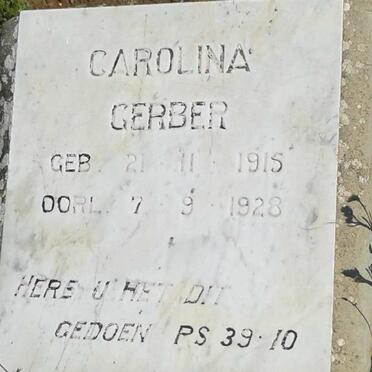 CAROLINA
GERBER
GEB. 21 11 1915
OORL. 7 9 1928
HERE U HET DIT
GEDOEN PS 39·10